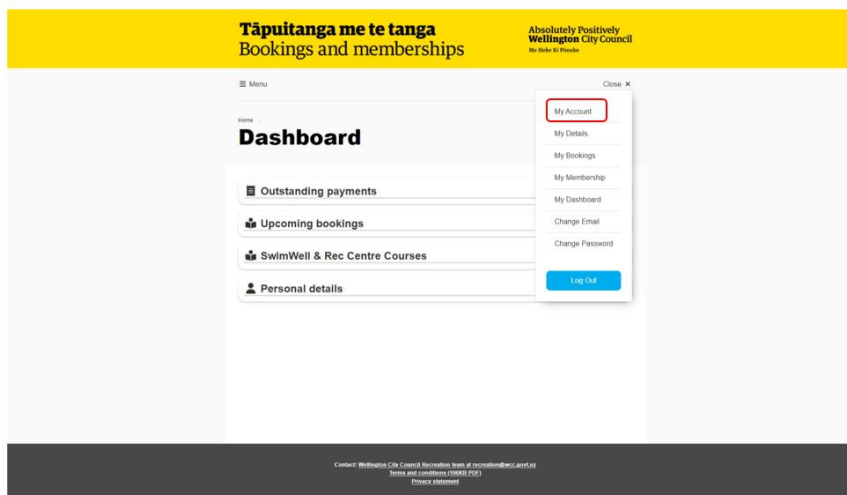 Tāpuitanga me te tanga
Bookings and memberships
Absolutely Positively
Wellington City Council
Me Heke Ki Pōneke
Menu
Close ×
My Account
My Details
My Bookings
My Membership
My Dashboard
Change Email
Change Password
Log Out
Home
Dashboard
Outstanding payments
Upcoming bookings
SwimWell & Rec Centre Courses
Personal details
Contact: Wellington City Council Recreation team at recreation@wcc.govt.nz
Terms and conditions (106KB PDF)
Privacy statement